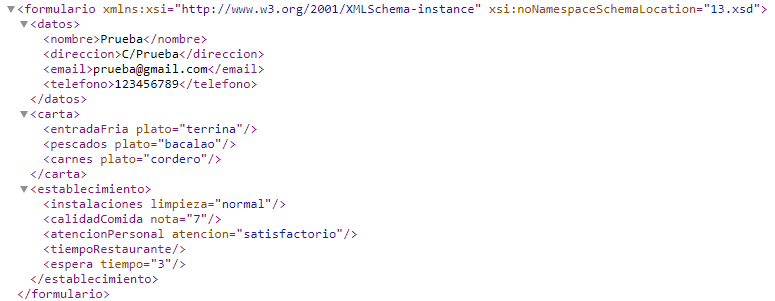 <formulario xmlns:xsi="http://www.w3.org/2001/XMLSchema-instance" xsi:noNamespaceSchemaLocation="13.xsd">
<datos>
<nombre>Prueba</nombre>
<direccion>C/Prueba</direccion>
<email>prueba@gmail.com</email>
<telefono>123456789</telefono>
</datos>
<carta>
<entradaFria plato="terrina"/>
<pescados plato="bacalao"/>
<carnes plato="cordero"/>
</carta>
<establecimiento>
<instalaciones limpieza="normal"/>
<calidadComida nota="7"/>
<atencionPersonal atencion="satisfactorio"/>
<tiempoRestaurante/>
<espera tiempo="3"/>
</establecimiento>
</formulario>